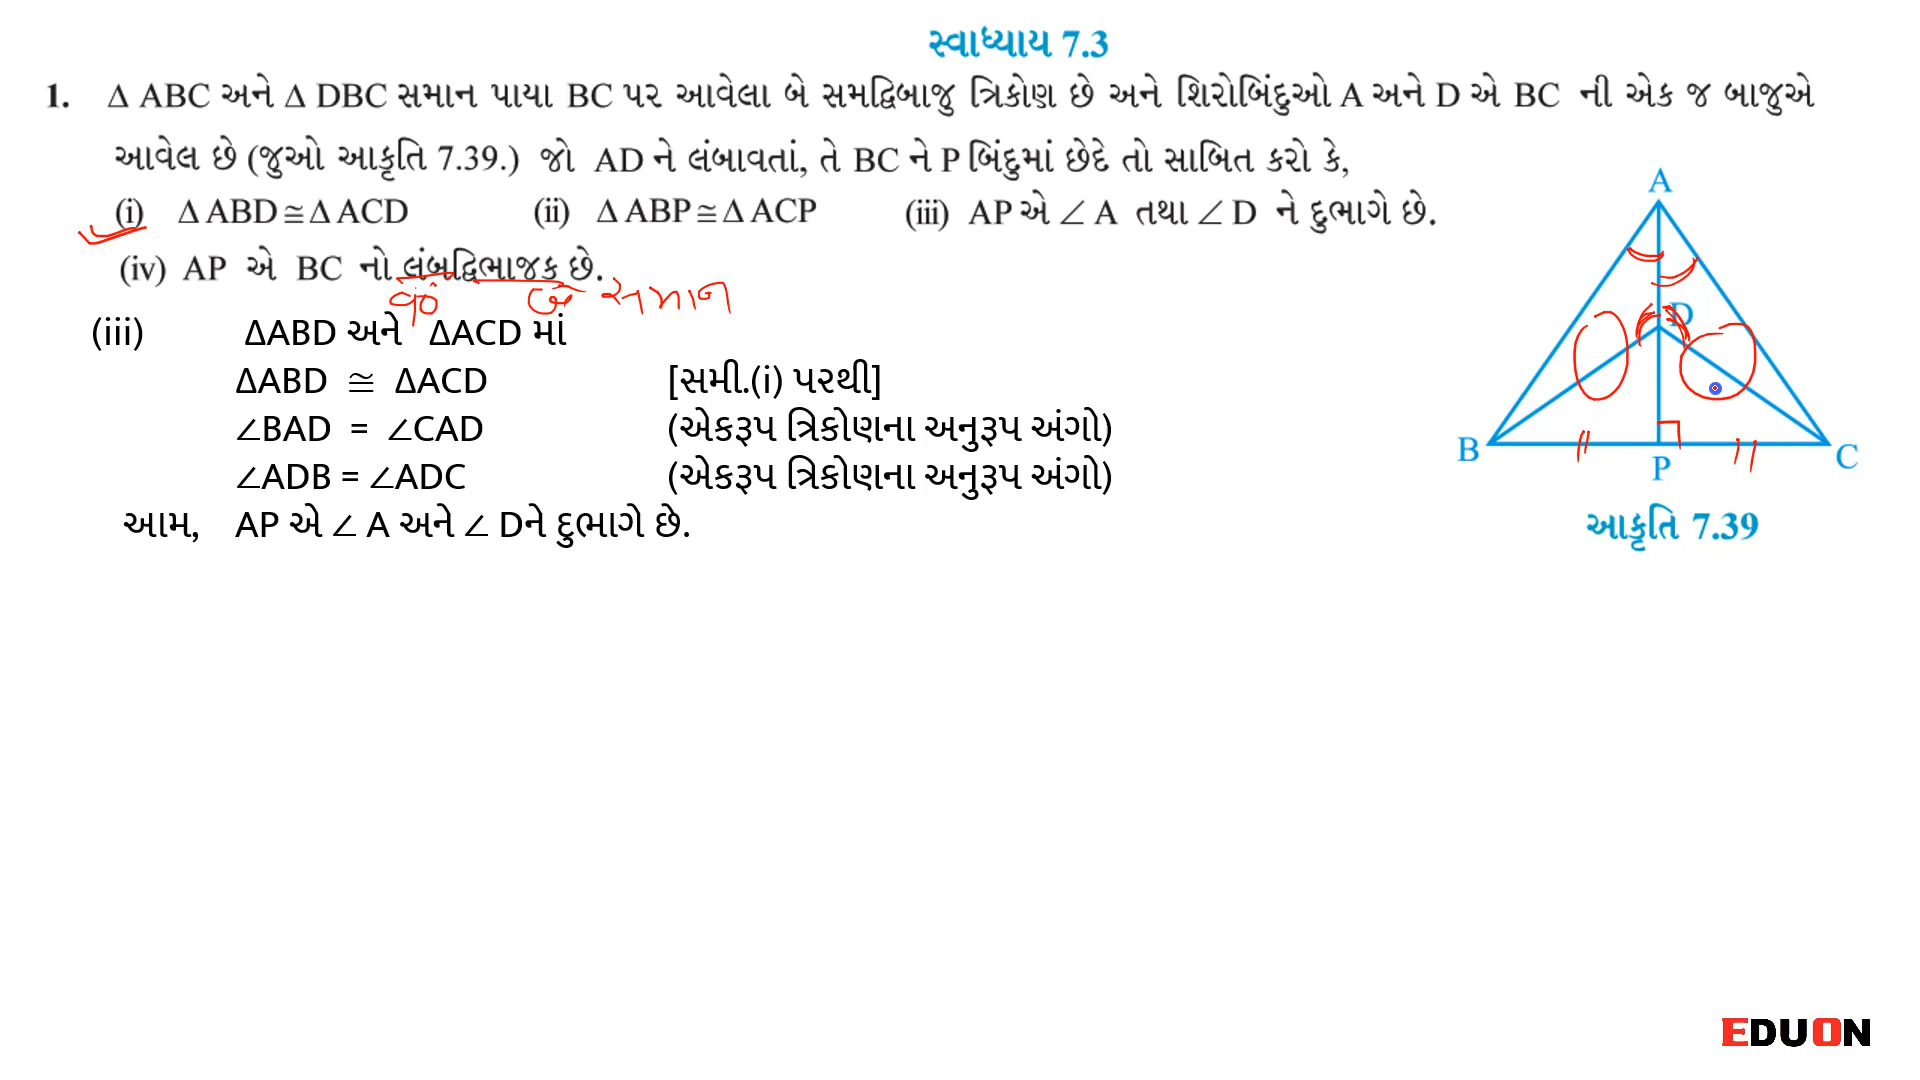 સ્વાધ્યાય 7.3
1. Δ ABC અને Δ DBC સમાન પાયા BC પર આવેલા બે સમદ્વિબાજુ ત્રિકોણ છે અને શિરોબિંદુઓ A અને D એ BC ની એક જ બાજુએ
આવેલ છે (જુઓ આકૃતિ 7.39.) જો AD ને લંબાવતાં, તે BC ને P બિંદુમાં છેદે તો સાબિત કરો કે,
(i) Δ ABD ≅ Δ ACD (ii) Δ ABP ≅ Δ ACP (iii) AP એ ∠ A તથા ∠ D ને દુભાગે છે.
(iv) AP એ BC નો લંબદ્વિભાજક છે.
90 બે સમાન
(iii) ΔABD અને ΔACD માં
ΔABD ≅ ΔACD [સમી.(i) પરથી]
∠BAD = ∠CAD (એકરૂપ ત્રિકોણના અનુરૂપ અંગો)
∠ADB = ∠ADC (એકરૂપ ત્રિકોણના અનુરૂપ અંગો)
આમ, AP એ ∠ A અને ∠ Dને દુભાગે છે.
A
D
B
P
C
આકૃતિ 7.39
EDUON